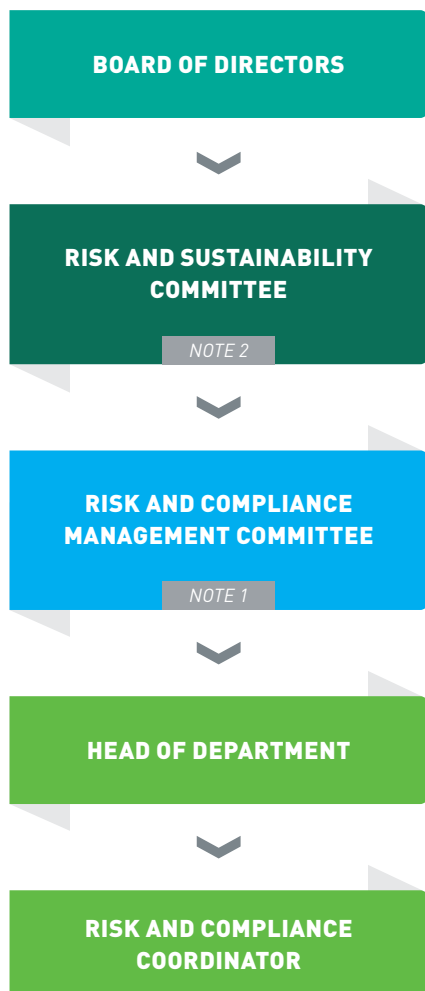 BOARD OF DIRECTORS
RISK AND SUSTAINABILITY
COMMITTEE
NOTE 2
RISK AND COMPLIANCE
MANAGEMENT COMMITTEE
NOTE 1
HEAD OF DEPARTMENT
RISK AND COMPLIANCE
COORDINATOR